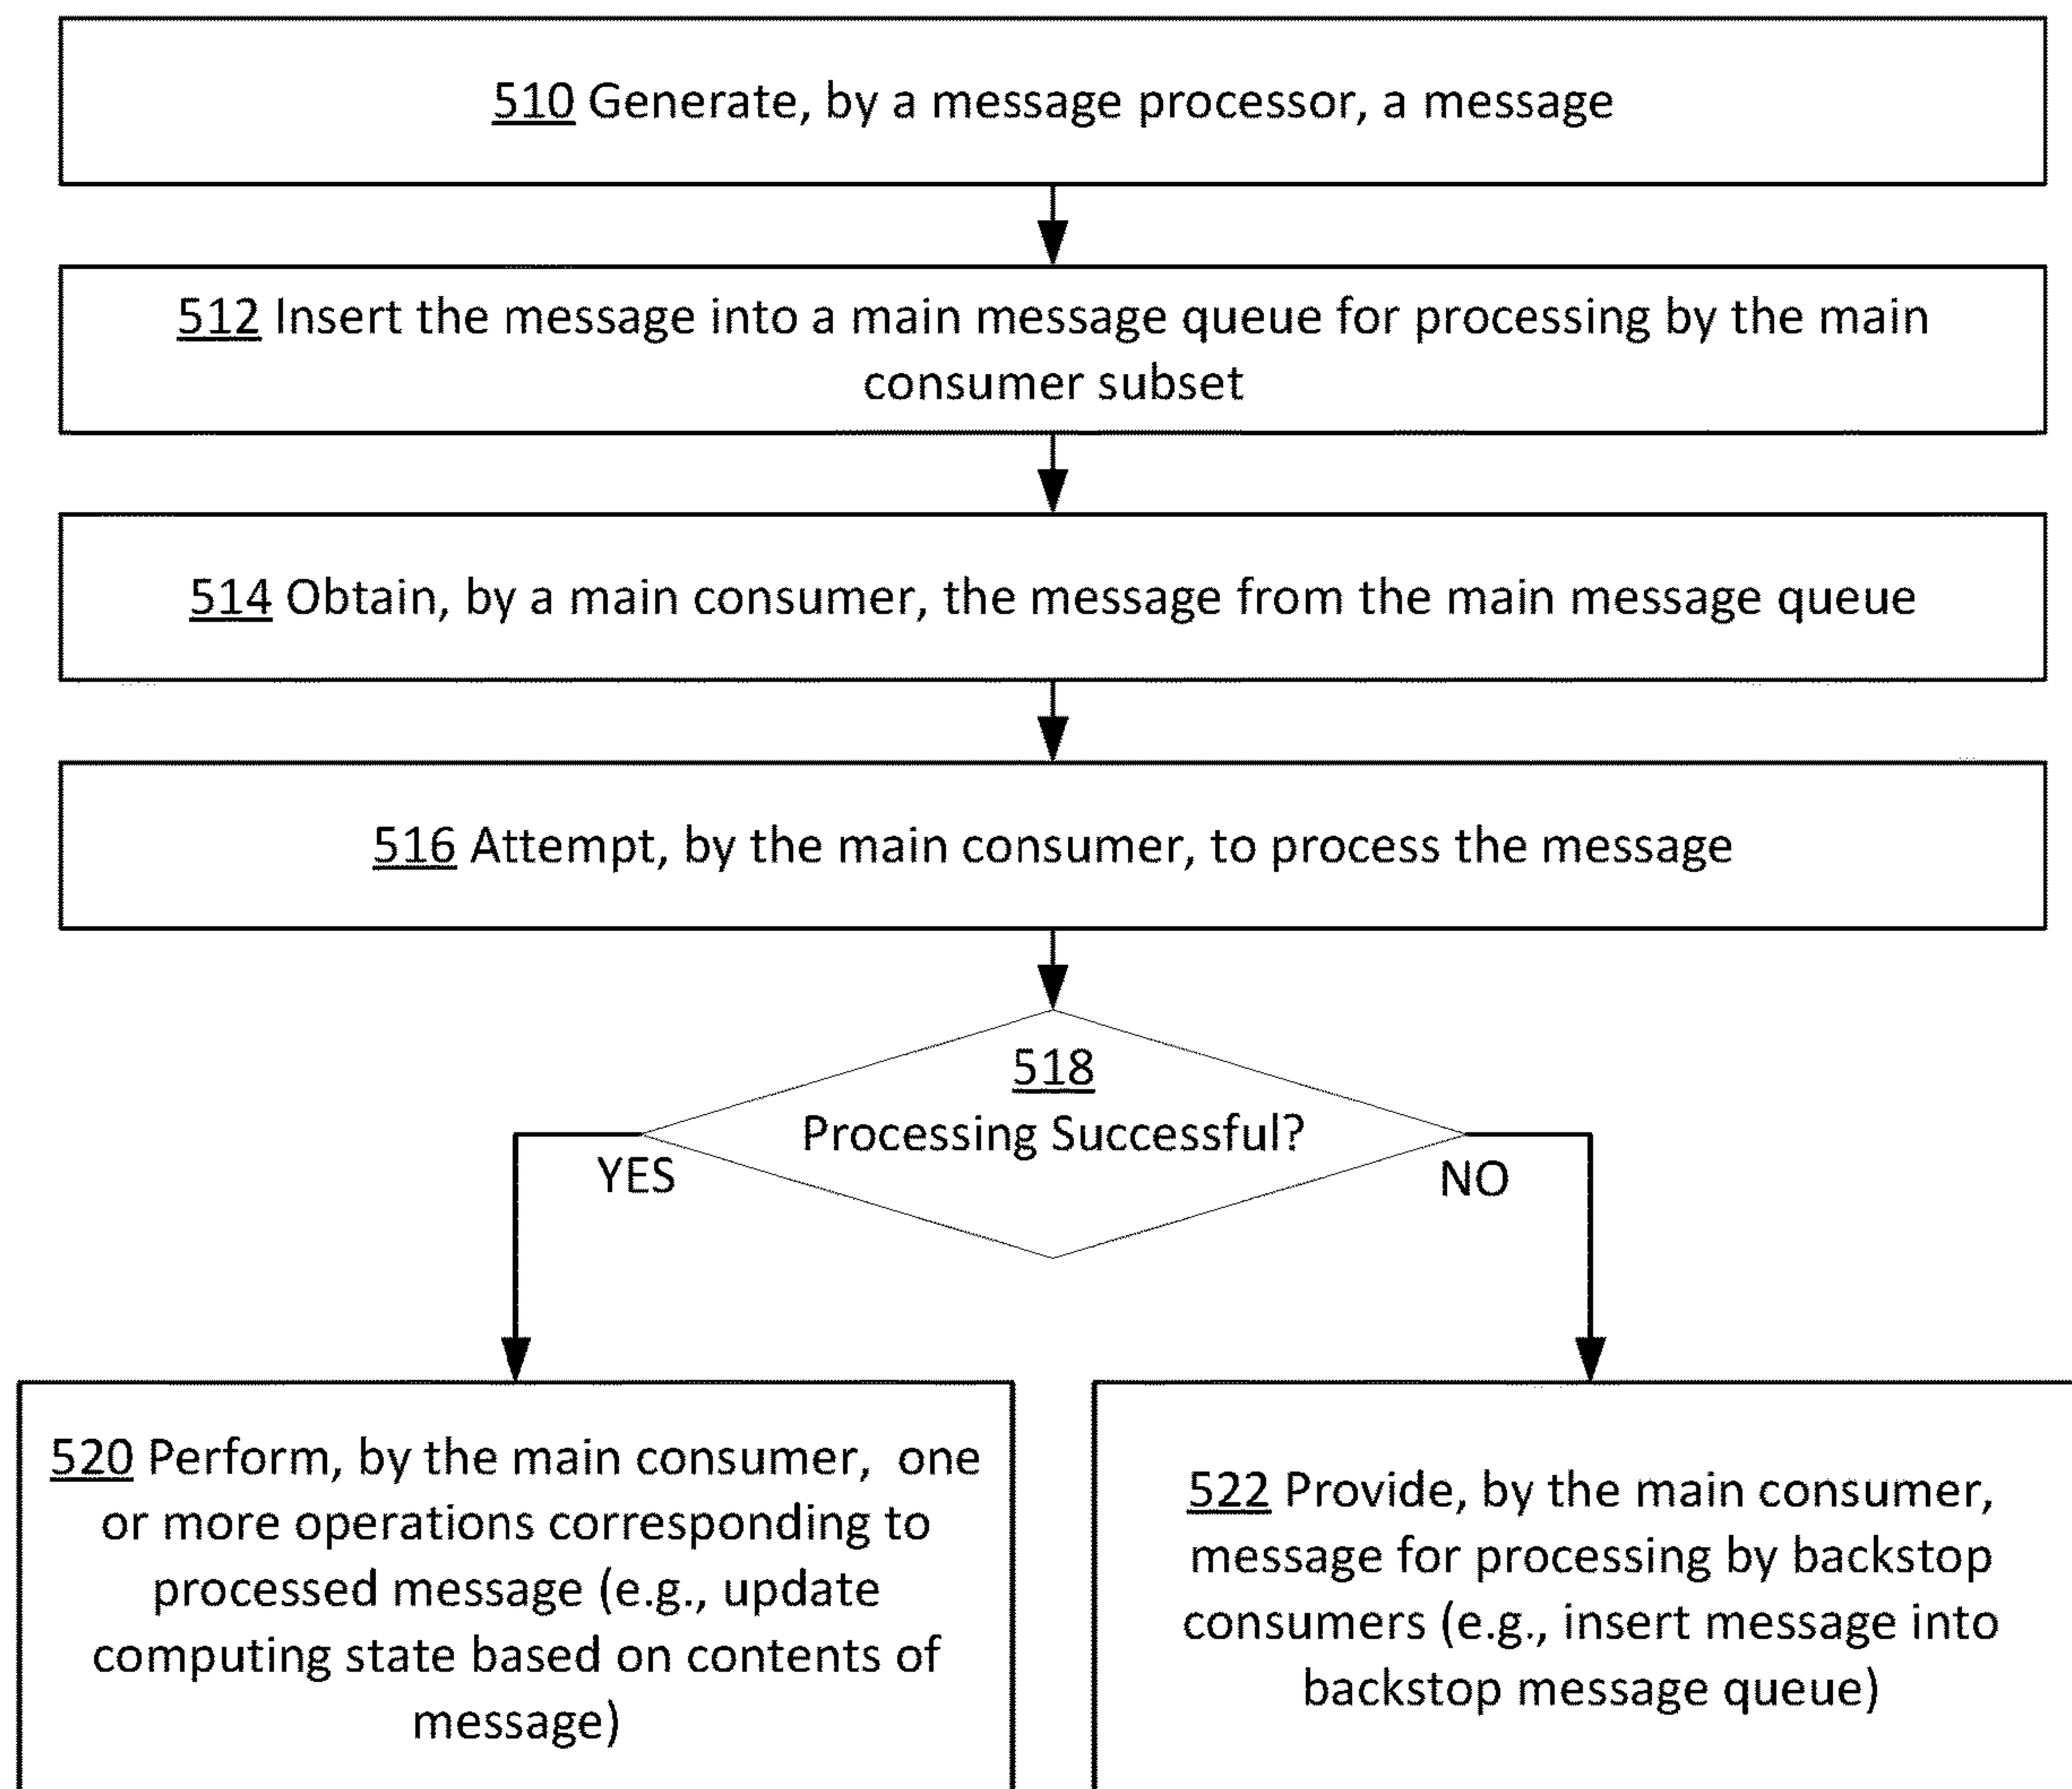 510 Generate, by a message processor, a message
512 Insert the message into a main message queue for processing by the main
consumer subset
514 Obtain, by a main consumer, the message from the main message queue
516 Attempt, by the main consumer, to process the message
518
Processing Successful?
YES
NO
520 Perform, by the main consumer, one
or more operations corresponding to
processed message (e.g., update
computing state based on contents of
message)
522 Provide, by the main consumer,
message for processing by backstop
consumers (e.g., insert message into
backstop message queue)